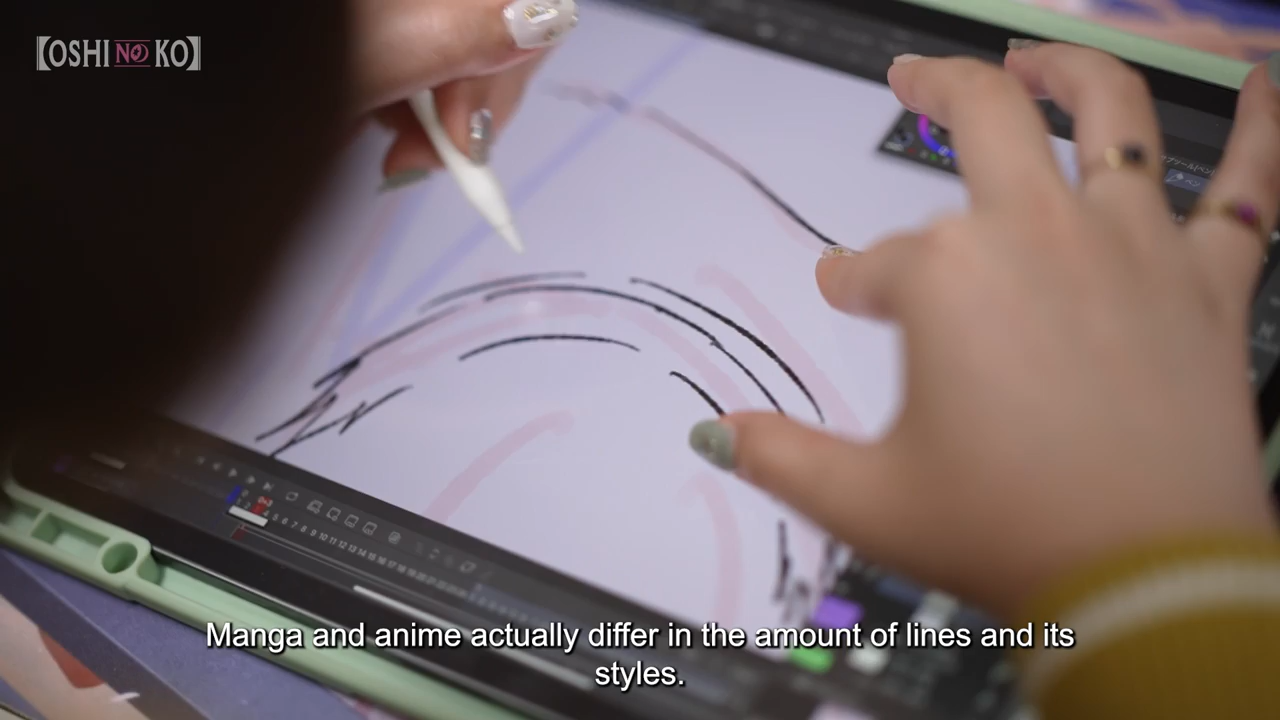 【OSHI NO KO】
Manga and anime actually differ in the amount of lines and its
styles.